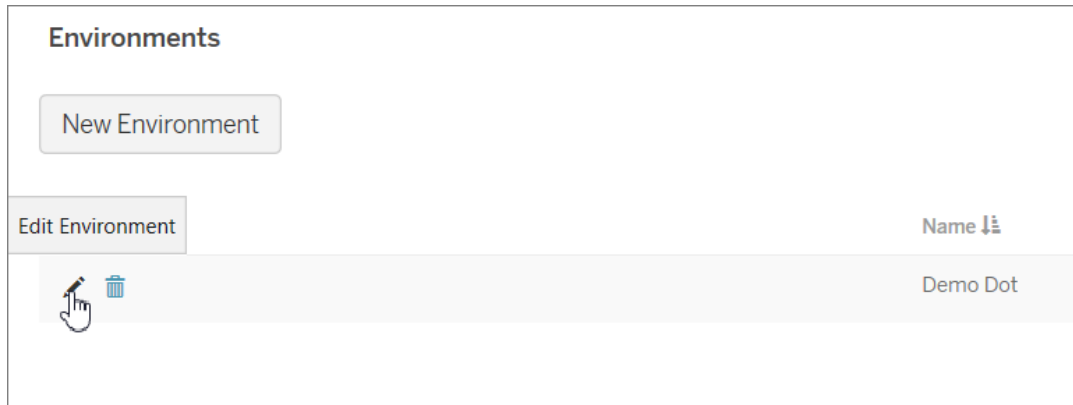 Environments
New Environment
Edit Environment
Name
Demo Dot